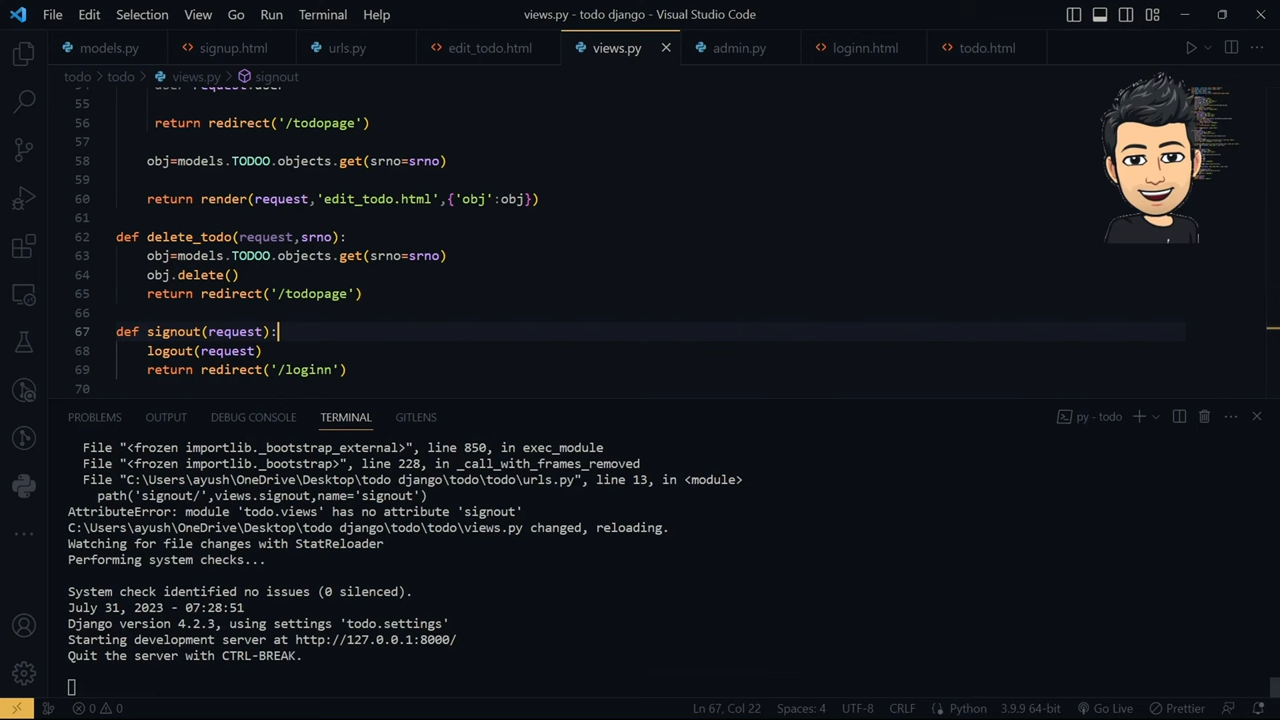 File Edit Selection View Go Run Terminal Help views.py - todo django - Visual Studio Code
models.py signup.html urls.py edit_todo.html views.py admin.py loginn.html todo.html
todo > todo > views.py > signout
55
56 return redirect('/todopage')
57
58 obj=models.TODOO.objects.get(srno=srno)
59
60 return render(request,'edit_todo.html',{'obj':obj})
61
62 def delete_todo(request,srno):
63 obj=models.TODOO.objects.get(srno=srno)
64 obj.delete()
65 return redirect('/todopage')
66
67 def signout(request):
68 logout(request)
69 return redirect('/loginn')
70
PROBLEMS OUTPUT DEBUG CONSOLE TERMINAL GITLENS py - todo
File "<frozen importlib._bootstrap_external>", line 850, in exec_module
File "<frozen importlib._bootstrap>", line 228, in _call_with_frames_removed
File "C:\Users\ayush\OneDrive\Desktop\todo django\todo\todo\urls.py", line 13, in <module>
path('signout/',views.signout,name='signout')
AttributeError: module 'todo.views' has no attribute 'signout'
C:\Users\ayush\OneDrive\Desktop\todo django\todo\todo\views.py changed, reloading.
Watching for file changes with StatReloader
Performing system checks...
System check identified no issues (0 silenced).
July 31, 2023 - 07:28:51
Django version 4.2.3, using settings 'todo.settings'
Starting development server at http://127.0.0.1:8000/
Quit the server with CTRL-BREAK.
0 0 Ln 67, Col 22 Spaces: 4 UTF-8 CRLF Python 3.9.9 64-bit Go Live Prettier